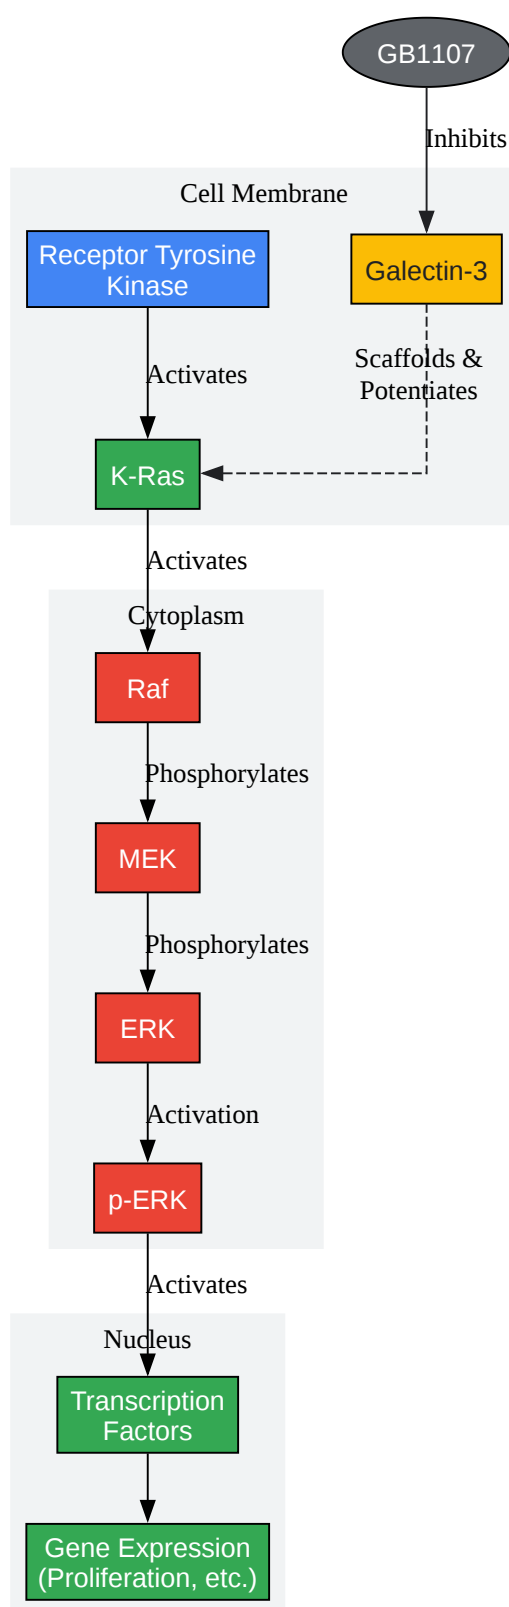 GB1107
Inhibits
Cell Membrane
Receptor Tyrosine
Kinase
Galectin-3
Activates
Scaffolds &
Potentiates
K-Ras
Activates
Cytoplasm
Raf
Phosphorylates
MEK
Phosphorylates
ERK
Activation
p-ERK
Activates
Nucleus
Transcription
Factors
Gene Expression
(Proliferation, etc.)